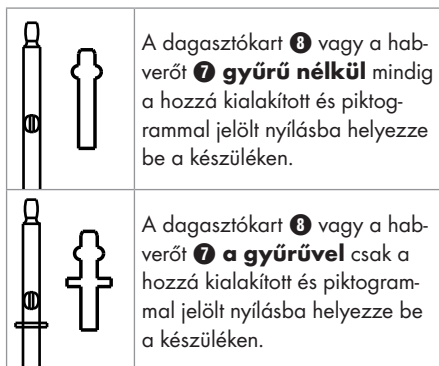 A dagasztókart ❽ vagy a hab-
verőt ❼ gyűrű nélkül mindig
a hozzá kialakított és piktog-
rammal jelölt nyílásba helyezze
be a készüléken.
A dagasztókart ❽ vagy a hab-
verőt ❼ a gyűrűvel csak a
hozzá kialakított és piktogram-
mal jelölt nyílásba helyezze be
a készüléken.